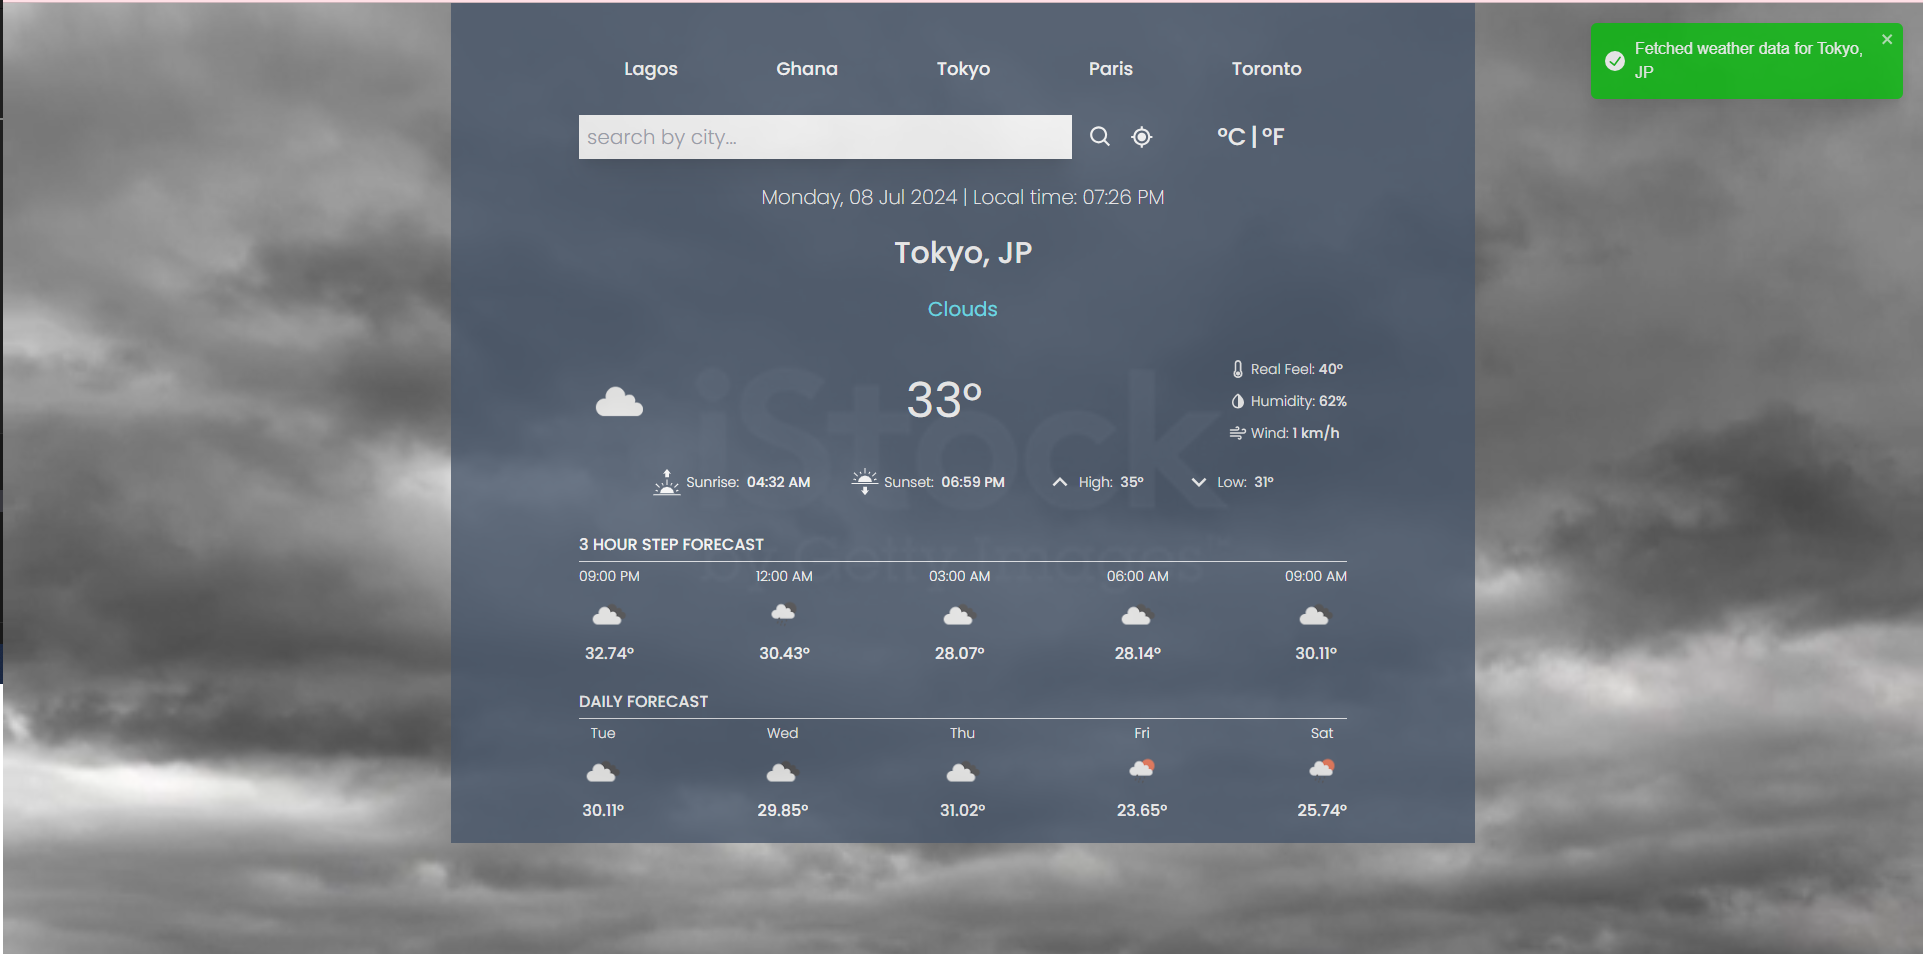 Lagos Ghana Tokyo Paris Toronto
Fetched weather data for Tokyo,
JP
search by city...
°C | °F
Monday, 08 Jul 2024 | Local time: 07:26 PM
Tokyo, JP
Clouds
33°
Real Feel: 40°
Humidity: 62%
Wind: 1 km/h
iStock
by Getty Images™
Sunrise: 04:32 AM Sunset: 06:59 PM High: 35° Low: 31°
3 HOUR STEP FORECAST
09:00 PM 12:00 AM 03:00 AM 06:00 AM 09:00 AM
32.74° 30.43° 28.07° 28.14° 30.11°
DAILY FORECAST
Tue Wed Thu Fri Sat
30.11° 29.85° 31.02° 23.65° 25.74°